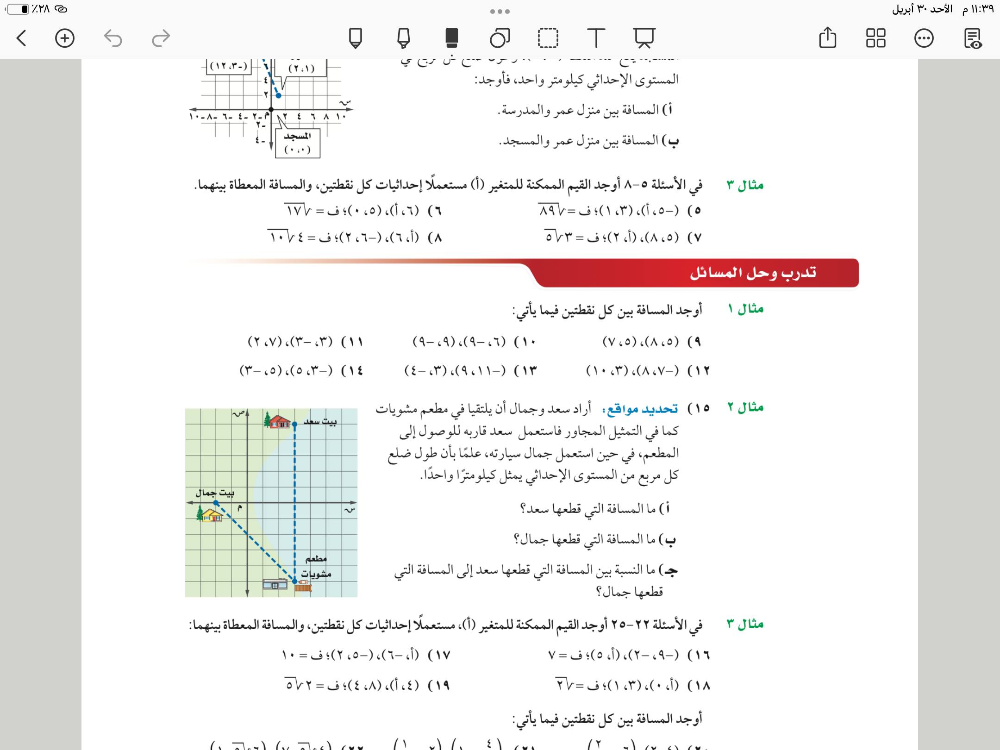 ١١:٣٩ م الأحد ٣٠ أبريل
٪٢٨
(٢،١)
(-١٢،٣)
المستوى الإحداثي كيلومتر واحد، فأوجد:
أ) المسافة بين منزل عمر والمدرسة.
ب) المسافة بين منزل عمر والمسجد.
٤
٢
س
-١٠ -٨ -٦ -٤ -٢ م ٢ ٤ ٦ ٨ ١٠
-٢
-٤
المسجد
(٠،٠)
مثال ٣ في الأسئلة ٥-٨ أوجد القيم الممكنة للمتغير (أ) مستعملًا إحداثيات كل نقطتين، والمسافة المعطاة بينهما.
٥) (-٥، أ)، (٣، ١)؛ ف = √٨٩ ٦) (٦، أ)، (٥، ٠)؛ ف = √١٧
٧) (٥، ٨)، (أ، ٢)؛ ف = ٣√٥ ٨) (أ، ٦)، (-٦، ٢)؛ ف = ٤√١٠
تدرب وحل المسائل
مثال ١ أوجد المسافة بين كل نقطتين فيما يأتي:
٩) (٥، ٨)، (٥، ٧) ١٠) (٦، -٩)، (٩، -٩) ١١) (٣، -٣)، (٧، ٢)
١٢) (-٧، ٨)، (٣، ١٠) ١٣) (-١١، ٩)، (٣، -٤) ١٤) (-٣، ٥)، (٥، -٣)
مثال ٢ ١٥) تحديد مواقع: أراد سعد وجمال أن يلتقيا في مطعم مشويات
كما في التمثيل المجاور فاستعمل سعد قاربه للوصول إلى
المطعم، في حين استعمل جمال سيارته، علمًا بأن طول ضلع
كل مربع من المستوى الإحداثي يمثل كيلومترًا واحدًا.
أ) ما المسافة التي قطعها سعد؟
ب) ما المسافة التي قطعها جمال؟
جـ) ما النسبة بين المسافة التي قطعها سعد إلى المسافة التي
قطعها جمال؟
ص
بيت سعد
بيت جمال
م
س
مطعم
مشويات
مثال ٣ في الأسئلة ٢٢-٢٥ أوجد القيم الممكنة للمتغير (أ)، مستعملًا إحداثيات كل نقطتين، والمسافة المعطاة بينهما:
١٦) (-٩، -٢)، (أ، ٥)؛ ف = ٧ ١٧) (أ، -٦)، (-٥، ٢)؛ ف = ١٠
١٨) (أ، ٠)، (٣، ١)؛ ف = √٢ ١٩) (٤، أ)، (٨، ٤)؛ ف = ٢√٥
أوجد المسافة بين كل نقطتين فيما يأتي: